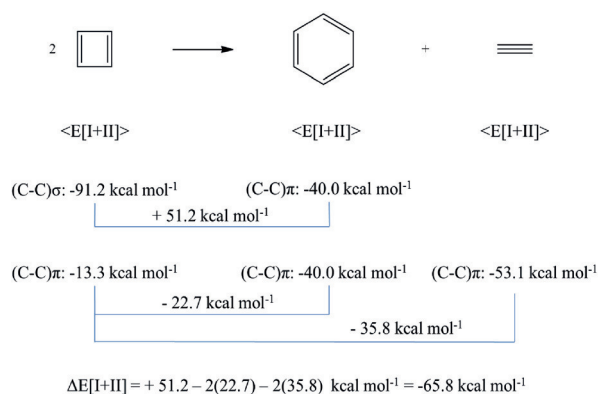 2 +
<E[I+II]> <E[I+II]> <E[I+II]>
(C-C)σ: -91.2 kcal mol⁻¹ (C-C)π: -40.0 kcal mol⁻¹
+ 51.2 kcal mol⁻¹
(C-C)π: -13.3 kcal mol⁻¹ (C-C)π: -40.0 kcal mol⁻¹ (C-C)π: -53.1 kcal mol⁻¹
- 22.7 kcal mol⁻¹
- 35.8 kcal mol⁻¹
ΔE[I+II] = + 51.2 – 2(22.7) – 2(35.8) kcal mol⁻¹ = -65.8 kcal mol⁻¹